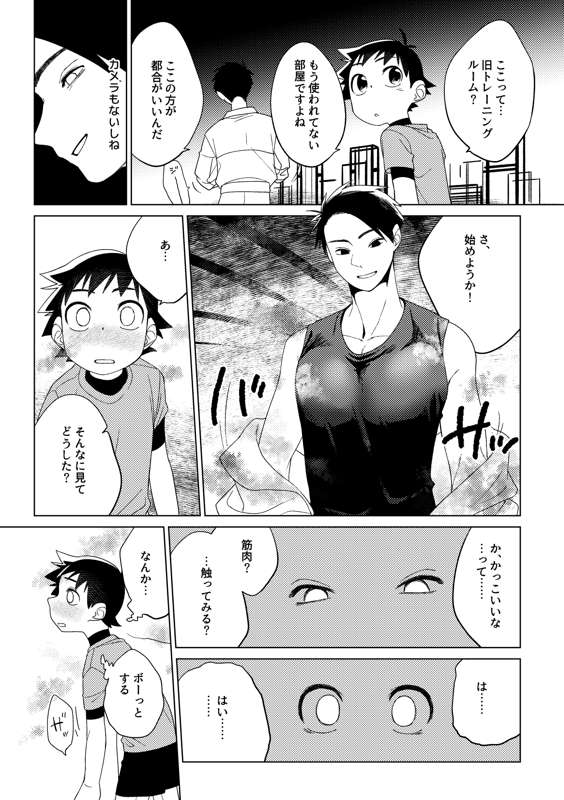 ここって…
旧トレーニング
ルーム？
もう使われてない
部屋ですよね
ここの方が
都合がいいんだ
ジ
カメラもないしね
さ、
始めようか！
あ…
そんなに見て
どうした？
か、かっこいいな
…って……
筋肉？
…触ってみる？
は…
はい……
……
なんか…
ボーっと
する